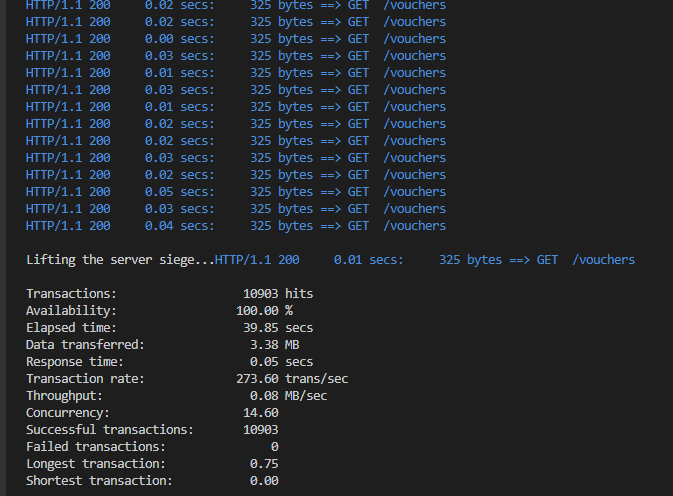 HTTP/1.1 200     0.02 secs:     325 bytes ==> GET  /vouchers
HTTP/1.1 200     0.02 secs:     325 bytes ==> GET  /vouchers
HTTP/1.1 200     0.00 secs:     325 bytes ==> GET  /vouchers
HTTP/1.1 200     0.03 secs:     325 bytes ==> GET  /vouchers
HTTP/1.1 200     0.01 secs:     325 bytes ==> GET  /vouchers
HTTP/1.1 200     0.03 secs:     325 bytes ==> GET  /vouchers
HTTP/1.1 200     0.01 secs:     325 bytes ==> GET  /vouchers
HTTP/1.1 200     0.02 secs:     325 bytes ==> GET  /vouchers
HTTP/1.1 200     0.02 secs:     325 bytes ==> GET  /vouchers
HTTP/1.1 200     0.03 secs:     325 bytes ==> GET  /vouchers
HTTP/1.1 200     0.02 secs:     325 bytes ==> GET  /vouchers
HTTP/1.1 200     0.05 secs:     325 bytes ==> GET  /vouchers
HTTP/1.1 200     0.03 secs:     325 bytes ==> GET  /vouchers
HTTP/1.1 200     0.04 secs:     325 bytes ==> GET  /vouchers
Lifting the server siege...HTTP/1.1 200     0.01 secs:     325 bytes ==> GET  /vouchers
Transactions:                  10903 hits
Availability:                 100.00 %
Elapsed time:                  39.85 secs
Data transferred:               3.38 MB
Response time:                  0.05 secs
Transaction rate:             273.60 trans/sec
Throughput:                     0.08 MB/sec
Concurrency:                   14.60
Successful transactions:       10903
Failed transactions:               0
Longest transaction:            0.75
Shortest transaction:           0.00